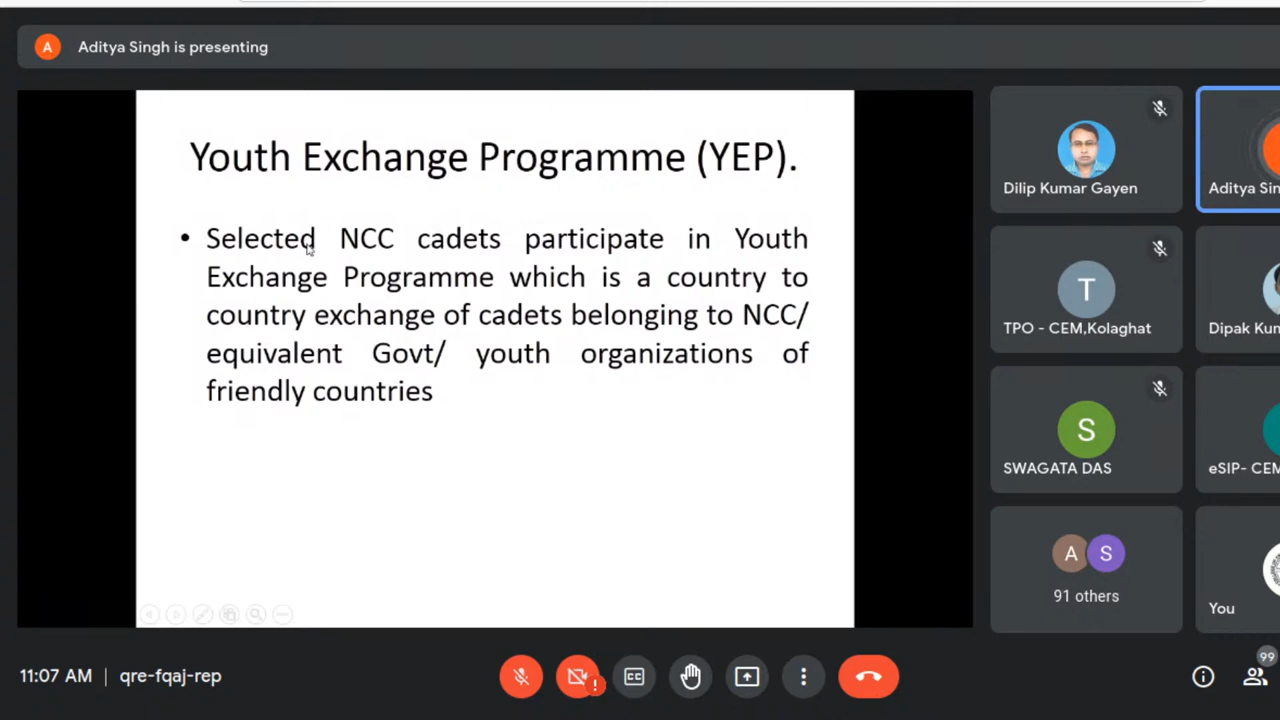 A Aditya Singh is presenting
Youth Exchange Programme (YEP).
• Selected NCC cadets participate in Youth
Exchange Programme which is a country to
country exchange of cadets belonging to NCC/
equivalent Govt/ youth organizations of
friendly countries
Dilip Kumar Gayen
Aditya Sin
T
TPO - CEM,Kolaghat
Dipak Kum
S
SWAGATA DAS
eSIP- CEM
A S
91 others
You
11:07 AM | qre-fqaj-rep
CC
!
99